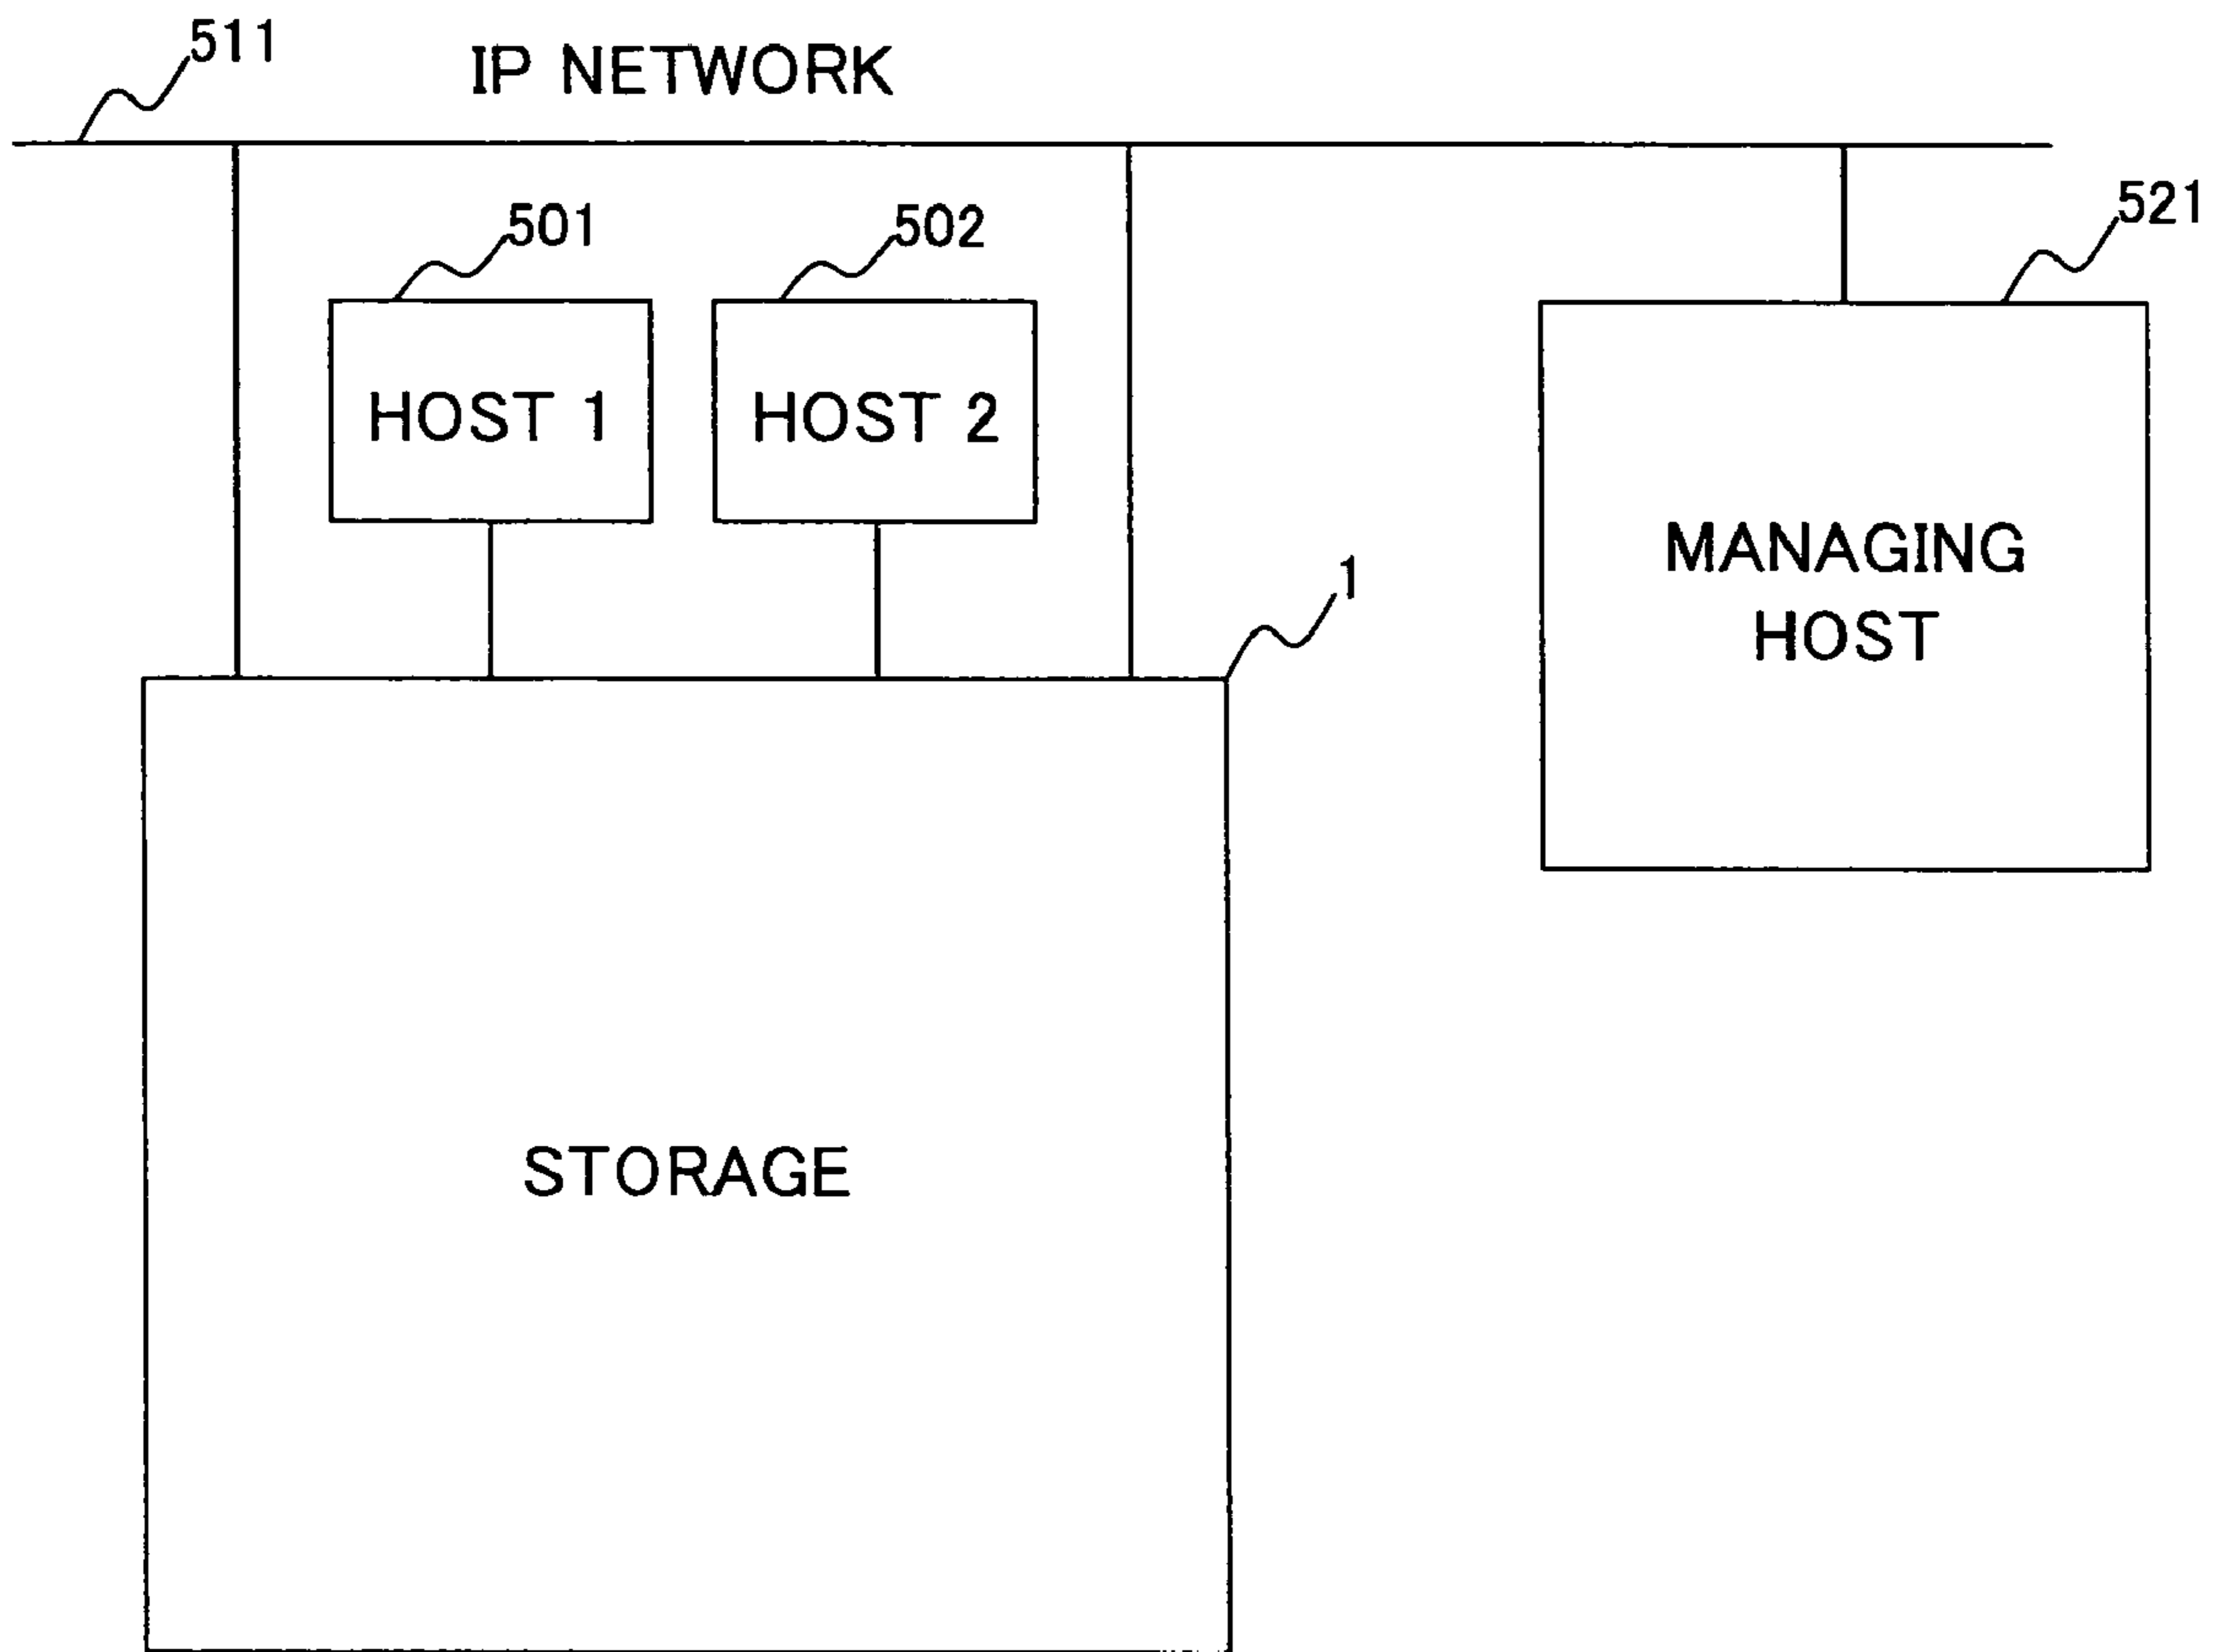 511
IP NETWORK
501
502
521
HOST 1
HOST 2
MANAGING
HOST
1
STORAGE